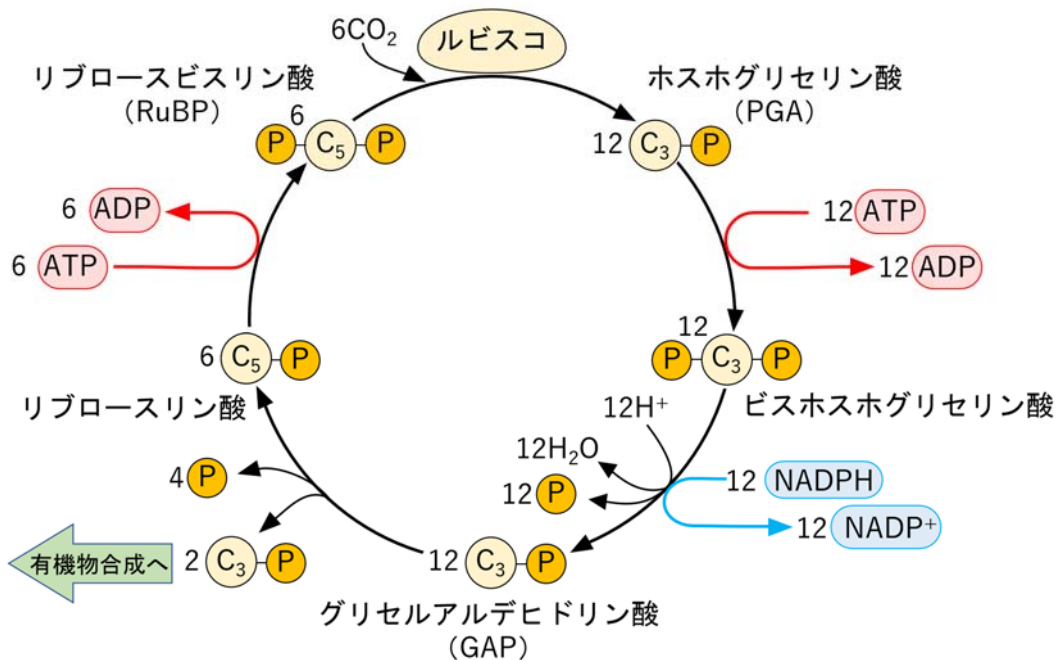 6CO₂
ルビスコ
リブロースビスリン酸
(RuBP)
6
P C₅ P
ホスホグリセリン酸
(PGA)
12 C₃ P
6 ADP
6 ATP
12 ATP
12 ADP
12
P C₃ P
ビスホスホグリセリン酸
6 C₅ P
リブロースリン酸
12H⁺
12H₂O
12 P
12 NADPH
12 NADP⁺
4 P
有機物合成へ
2 C₃ P
12 C₃ P
グリセルアルデヒドリン酸
(GAP)